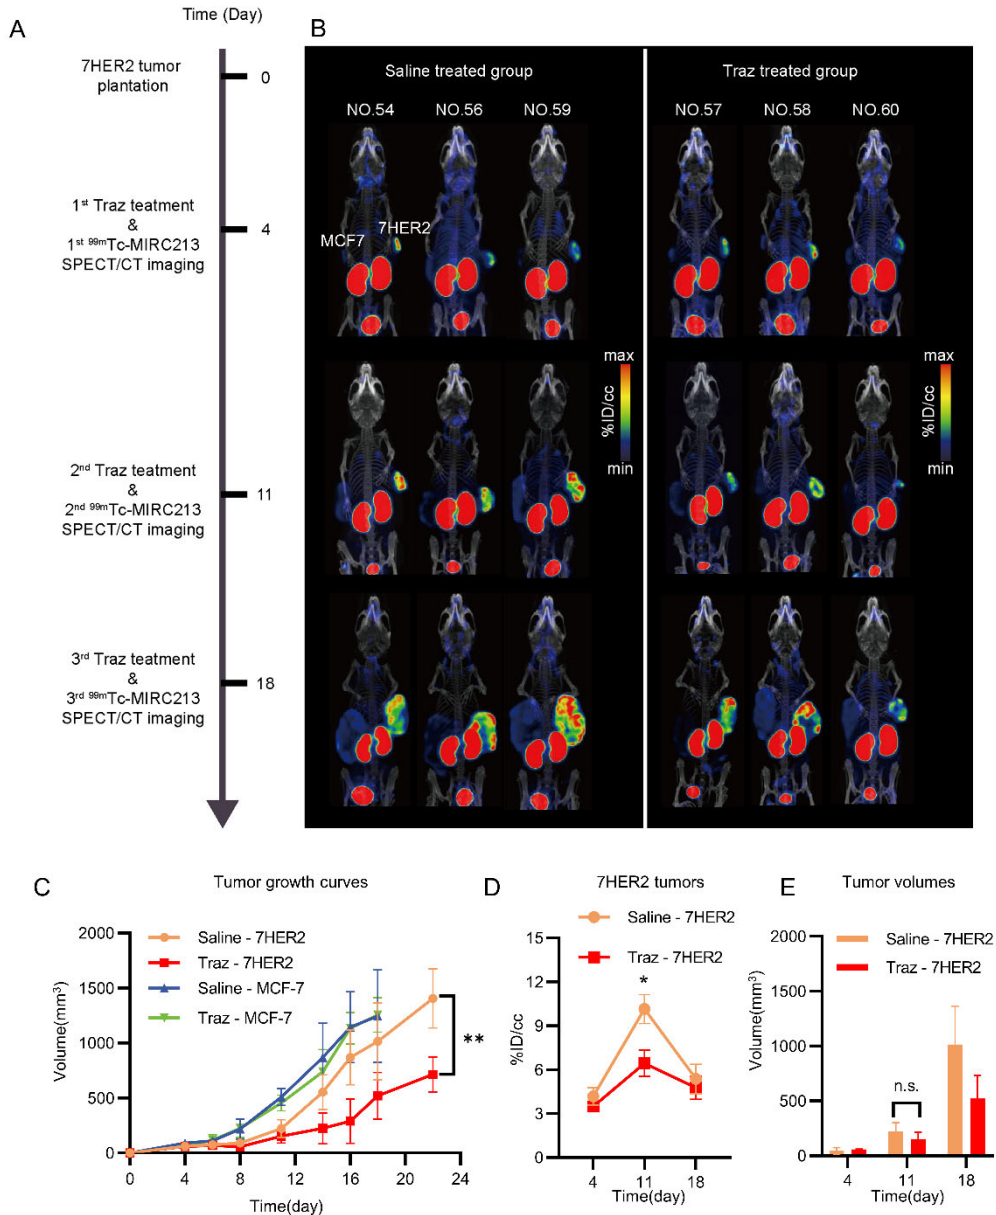 A
Time (Day)
7HER2 tumor
plantation
0
1st Traz teatment
&
1st 99mTc-MIRC213
SPECT/CT imaging
4
2nd Traz teatment
&
2nd 99mTc-MIRC213
SPECT/CT imaging
11
3rd Traz teatment
&
3rd 99mTc-MIRC213
SPECT/CT imaging
18
B
Saline treated group
Traz treated group
NO.54
NO.56
NO.59
NO.57
NO.58
NO.60
MCF7
7HER2
max
%ID/cc
min
max
%ID/cc
min
C
Tumor growth curves
Saline - 7HER2
Traz - 7HER2
Saline - MCF-7
Traz - MCF-7
Volume(mm3)
2000
1500
1000
500
0
0 4 8 12 16 20 24
Time(day)
**
D
7HER2 tumors
Saline - 7HER2
Traz - 7HER2
%ID/cc
15
12
9
6
3
0
*
4 11 18
Time(day)
E
Tumor volumes
Saline - 7HER2
Traz - 7HER2
Volume(mm3)
2000
1500
1000
500
0
n.s.
4 11 18
Time(day)